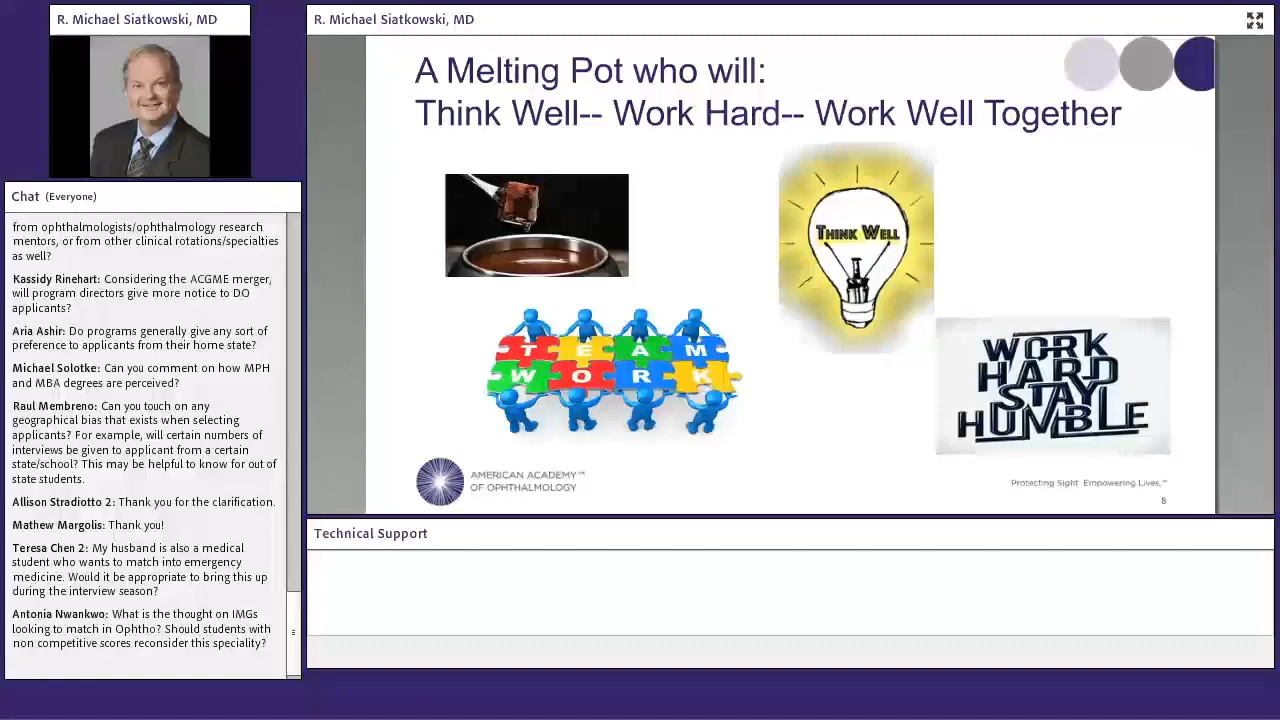 R. Michael Siatkowski, MD
R. Michael Siatkowski, MD
Chat (Everyone)
from ophthalmologists/ophthalmology research
mentors, or from other clinical rotations/specialties
as well?
Kassidy Rinehart: Considering the ACGME merger,
will program directors give more notice to DO
applicants?
Aria Ashir: Do programs generally give any sort of
preference to applicants from their home state?
Michael Solotke: Can you comment on how MPH
and MBA degrees are perceived?
Raul Membreno: Can you touch on any
geographical bias that exists when selecting
applicants? For example, will certain numbers of
interviews be given to applicant from a certain
state/school? This may be helpful to know for out of
state students.
Allison Stradiotto 2: Thank you for the clarification.
Mathew Margolis: Thank you!
Teresa Chen 2: My husband is also a medical
student who wants to match into emergency
medicine. Would it be appropriate to bring this up
during the interview season?
Antonia Nwankwo: What is the thought on IMGs
looking to match in Ophtho? Should students with
non competitive scores reconsider this speciality?
A Melting Pot who will:
Think Well-- Work Hard-- Work Well Together
THINK WELL
TEAM
WORK
WORK
HARD
STAY
HUMBLE
AMERICAN ACADEMY™
OF OPHTHALMOLOGY
Protecting Sight. Empowering Lives.™
8
Technical Support